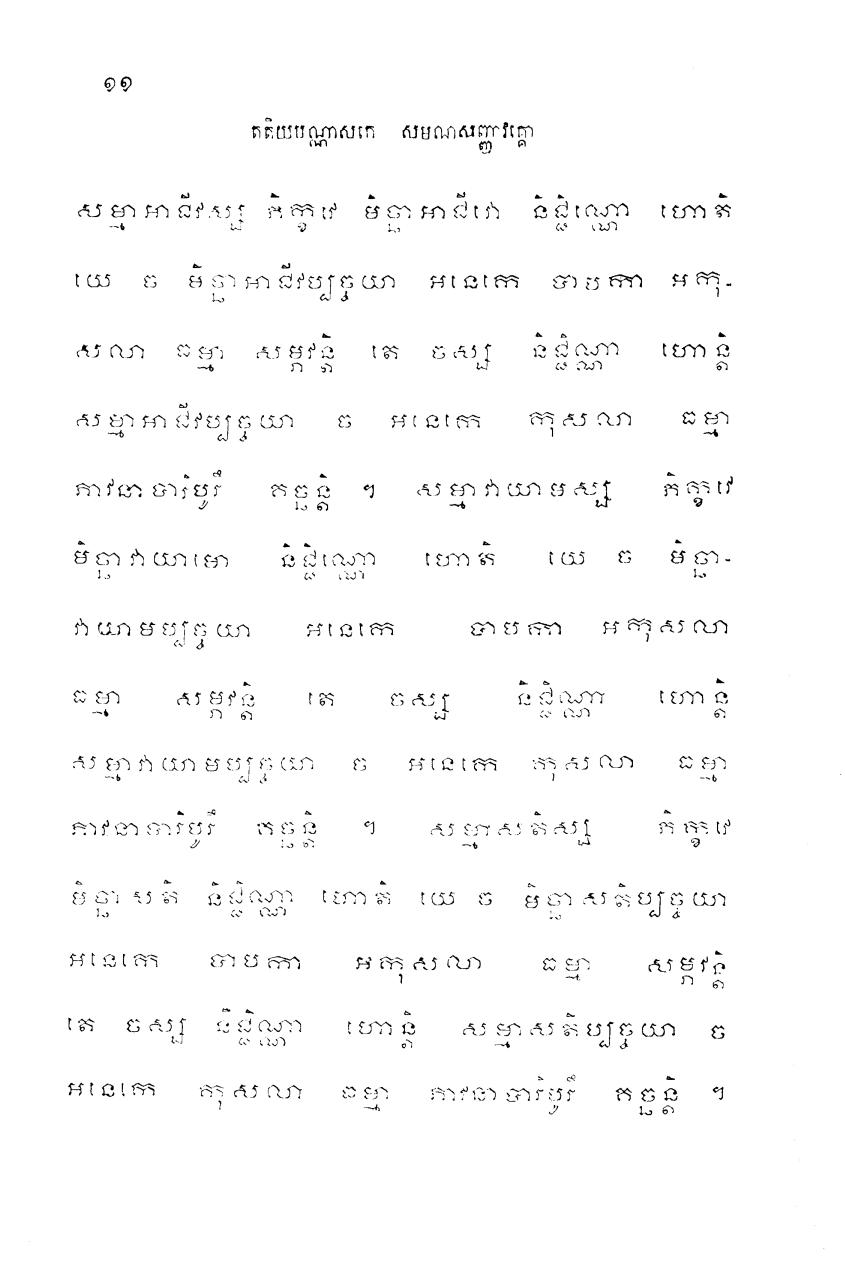 ១១
តតិយបណ្ណាសកេ សមណសញ្ញាវគ្គោ
សម្មាអាជីវស្ស ភិក្ខវេ មិច្ឆាអាជីវោ និជ្ជិណ្ណោ ហោតិ
យេ ច មិច្ឆាអាជីវប្បច្ចយា អនេកេ បាបកា អកុ-
សលា ធម្មា សម្ភវន្តិ តេ ចស្ស និជ្ជិណ្ណា ហោន្តិ
សម្មាអាជីវប្បច្ចយា ច អនេកេ កុសលា ធម្មា
ភាវនាបារិបូរឹ គច្ឆន្តិ ។ សម្មាវាយាមស្ស ភិក្ខវេ
មិច្ឆាវាយាមោ និជ្ជិណ្ណោ ហោតិ យេ ច មិច្ឆា-
វាយាមប្បច្ចយា អនេកេ បាបកា អកុសលា
ធម្មា សម្ភវន្តិ តេ ចស្ស និជ្ជិណ្ណា ហោន្តិ
សម្មាវាយាមប្បច្ចយា ច អនេកេ កុសលា ធម្មា
ភាវនាបារិបូរឹ គច្ឆន្តិ ។ សម្មាសតិស្ស ភិក្ខវេ
មិច្ឆាសតិ និជ្ជិណ្ណា ហោតិ យេ ច មិច្ឆាសតិប្បច្ចយា
អនេកេ បាបកា អកុសលា ធម្មា សម្ភវន្តិ
តេ ចស្ស និជ្ជិណ្ណា ហោន្តិ សម្មាសតិប្បច្ចយា ច
អនេកេ កុសលា ធម្មា ភាវនាបារិបូរឹ គច្ឆន្តិ ។